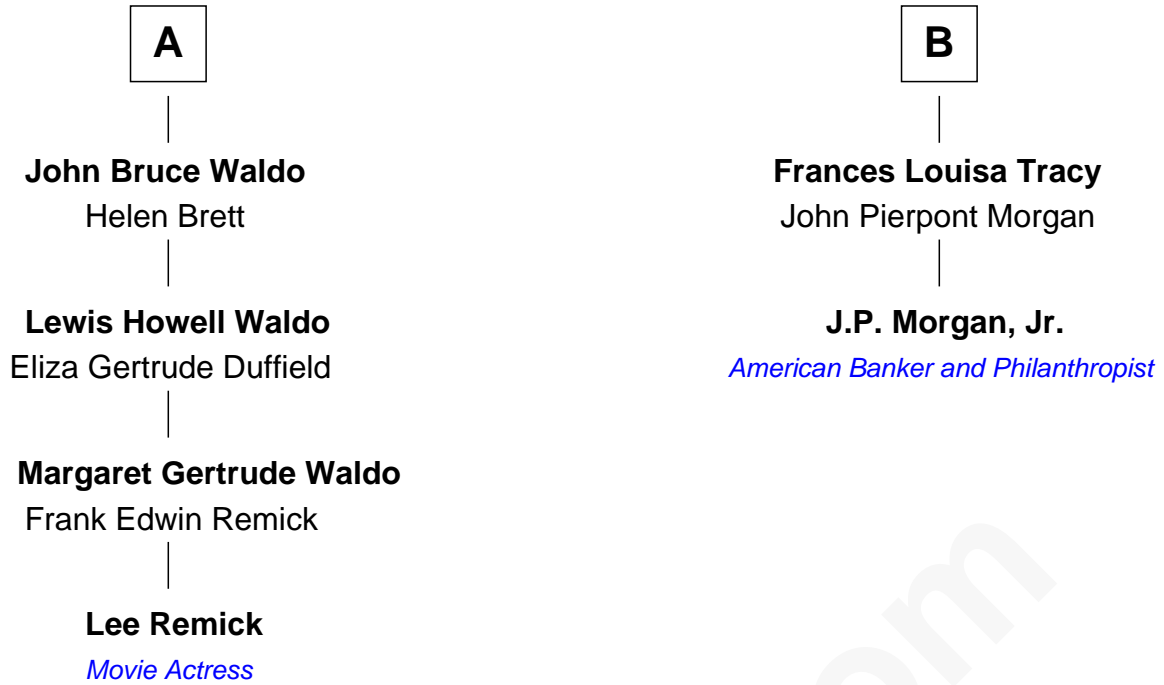 A
John Bruce Waldo
Helen Brett
Lewis Howell Waldo
Eliza Gertrude Duffield
Margaret Gertrude Waldo
Frank Edwin Remick
Lee Remick
Movie Actress
B
Frances Louisa Tracy
John Pierpont Morgan
J.P. Morgan, Jr.
American Banker and Philanthropist
om